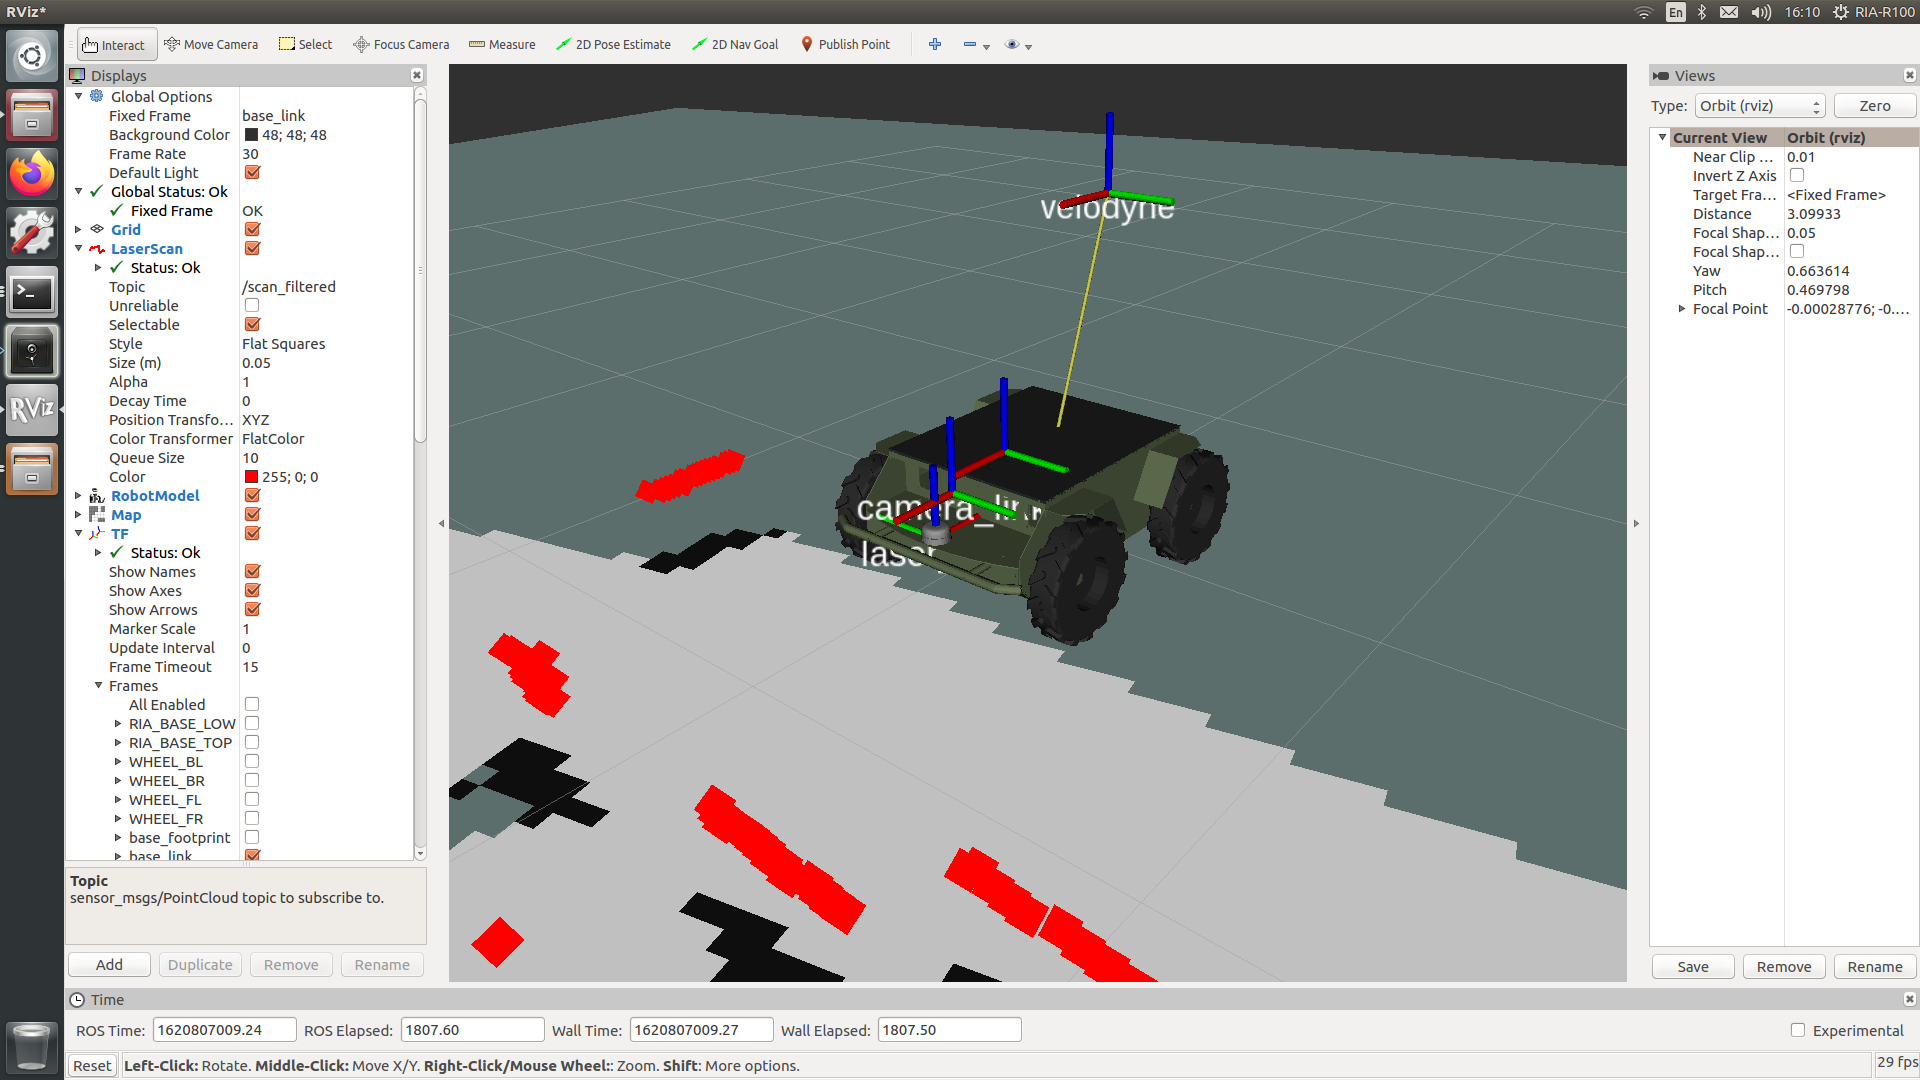 RViz*
En
16:10
RIA-R100
Interact
Move Camera
Select
Focus Camera
Measure
2D Pose Estimate
2D Nav Goal
Publish Point
Displays
Global Options
Fixed Frame base_link
Background Color 48; 48; 48
Frame Rate 30
Default Light
Global Status: Ok
Fixed Frame OK
Grid
LaserScan
Status: Ok
Topic /scan_filtered
Unreliable
Selectable
Style Flat Squares
Size (m) 0.05
Alpha 1
Decay Time 0
Position Transfo... XYZ
Color Transformer FlatColor
Queue Size 10
Color 255; 0; 0
RobotModel
Map
TF
Status: Ok
Show Names
Show Axes
Show Arrows
Marker Scale 1
Update Interval 0
Frame Timeout 15
Frames
All Enabled
RIA_BASE_LOW
RIA_BASE_TOP
WHEEL_BL
WHEEL_BR
WHEEL_FL
WHEEL_FR
base_footprint
base_link
Topic
sensor_msgs/PointCloud topic to subscribe to.
Add
Duplicate
Remove
Rename
RViz
velodyne
camera_link
laser
Views
Type: Orbit (rviz) Zero
Current View Orbit (rviz)
Near Clip ... 0.01
Invert Z Axis
Target Fra... <Fixed Frame>
Distance 3.09933
Focal Shap... 0.05
Focal Shap...
Yaw 0.663614
Pitch 0.469798
Focal Point -0.00028776; -0....
Save
Remove
Rename
Time
ROS Time: 1620807009.24 ROS Elapsed: 1807.60 Wall Time: 1620807009.27 Wall Elapsed: 1807.50 Experimental
Reset
Left-Click: Rotate. Middle-Click: Move X/Y. Right-Click/Mouse Wheel:: Zoom. Shift: More options.
29 fps